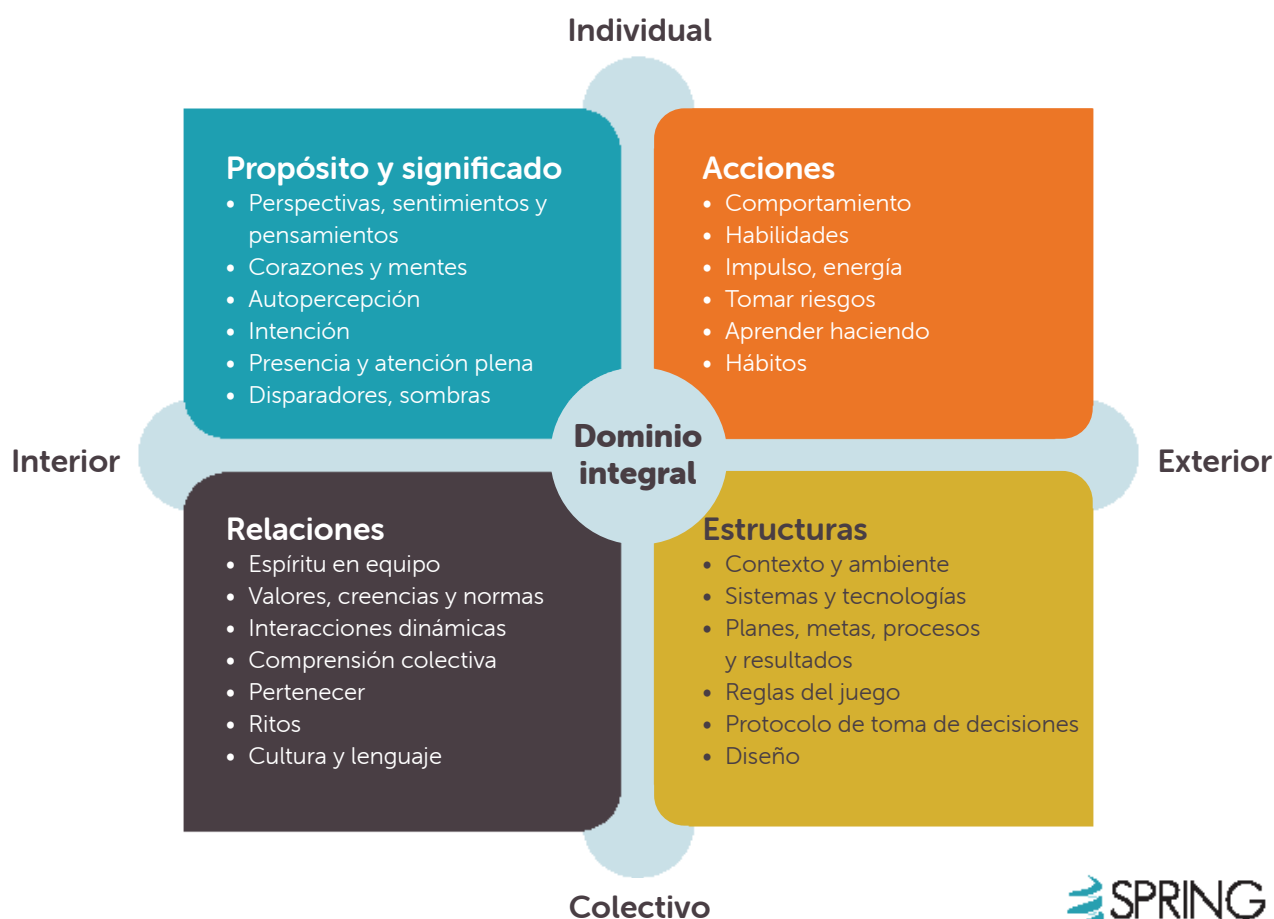 Individual
Propósito y significado
• Perspectivas, sentimientos y
pensamientos
• Corazones y mentes
• Autopercepción
• Intención
• Presencia y atención plena
• Disparadores, sombras
Acciones
• Comportamiento
• Habilidades
• Impulso, energía
• Tomar riesgos
• Aprender haciendo
• Hábitos
Interior
Dominio
integral
Exterior
Relaciones
• Espíritu en equipo
• Valores, creencias y normas
• Interacciones dinámicas
• Comprensión colectiva
• Pertenecer
• Ritos
• Cultura y lenguaje
Estructuras
• Contexto y ambiente
• Sistemas y tecnologías
• Planes, metas, procesos
y resultados
• Reglas del juego
• Protocolo de toma de decisiones
• Diseño
Colectivo
SPRING